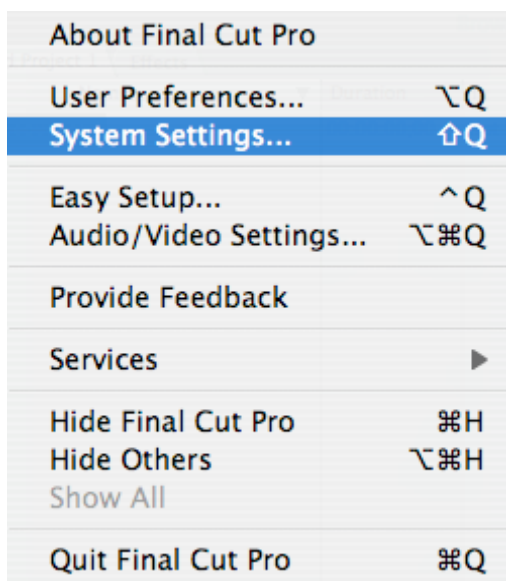 About Final Cut Pro
User Preferences... ⌥Q
System Settings... ⇧Q
Easy Setup... ^Q
Audio/Video Settings... ⌥⌘Q
Provide Feedback
Services ▶
Hide Final Cut Pro ⌘H
Hide Others ⌥⌘H
Show All
Quit Final Cut Pro ⌘Q